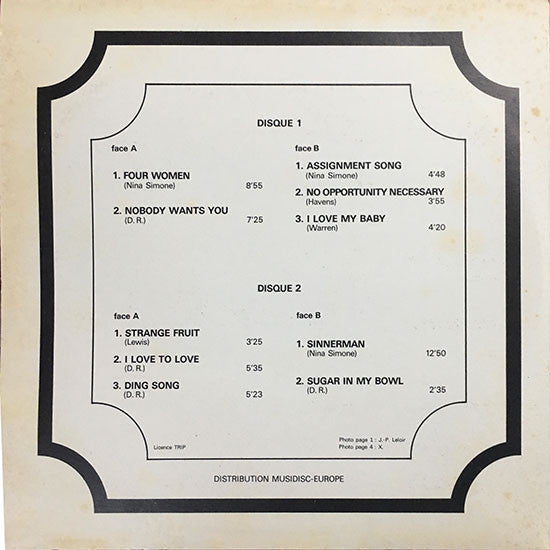 DISQUE 1
face A
1. FOUR WOMEN
(Nina Simone) 8'55
2. NOBODY WANTS YOU
(D. R.) 7'25
face B
1. ASSIGNMENT SONG
(Nina Simone) 4'48
2. NO OPPORTUNITY NECESSARY
(Havens) 3'55
3. I LOVE MY BABY
(Warren) 4'20
DISQUE 2
face A
1. STRANGE FRUIT
(Lewis) 3'25
2. I LOVE TO LOVE
(D. R.) 5'35
3. DING SONG
(D. R.) 5'23
face B
1. SINNERMAN
(Nina Simone) 12'50
2. SUGAR IN MY BOWL
(D. R.) 2'35
Licence TRIP
Photo page 1 : J.-P. Leloir
Photo page 4 : X.
DISTRIBUTION MUSIDISC-EUROPE